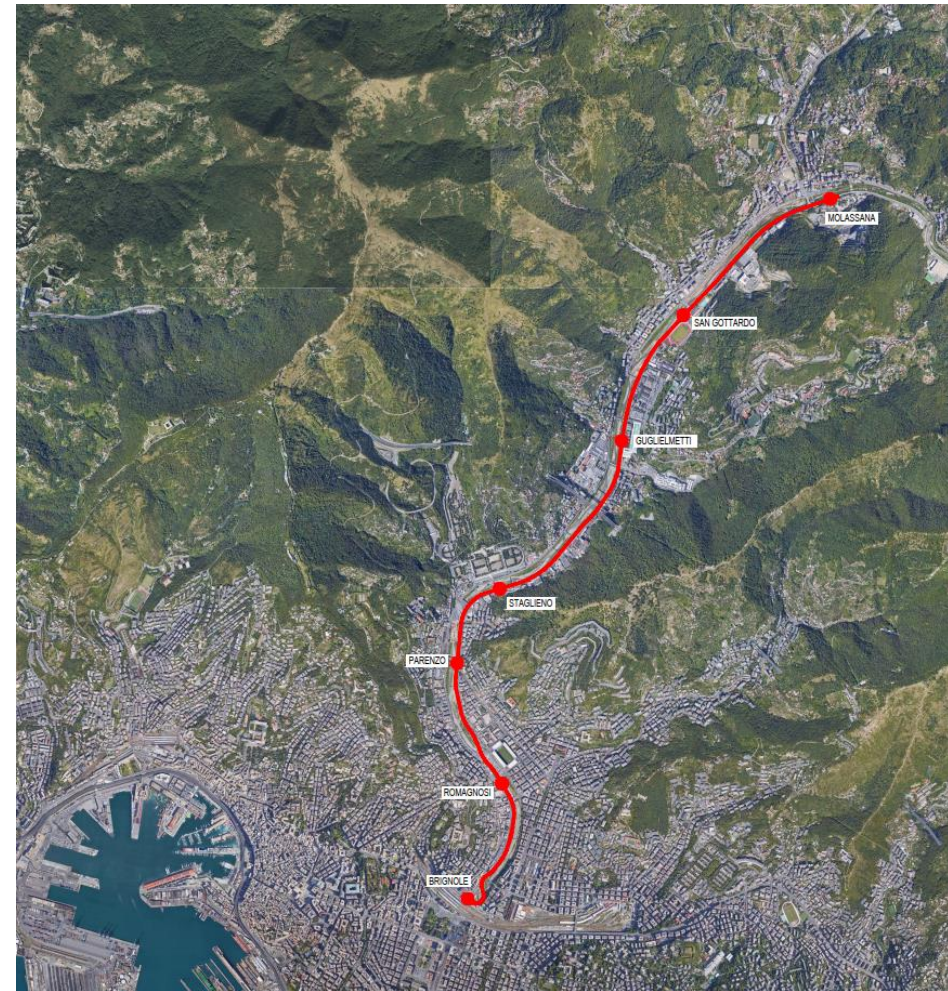 MOLASSANA
SAN GOTTARDO
GUGLIELMETTI
STAGLIENO
PARENZO
ROMAGNOSI
BRIGNOLE